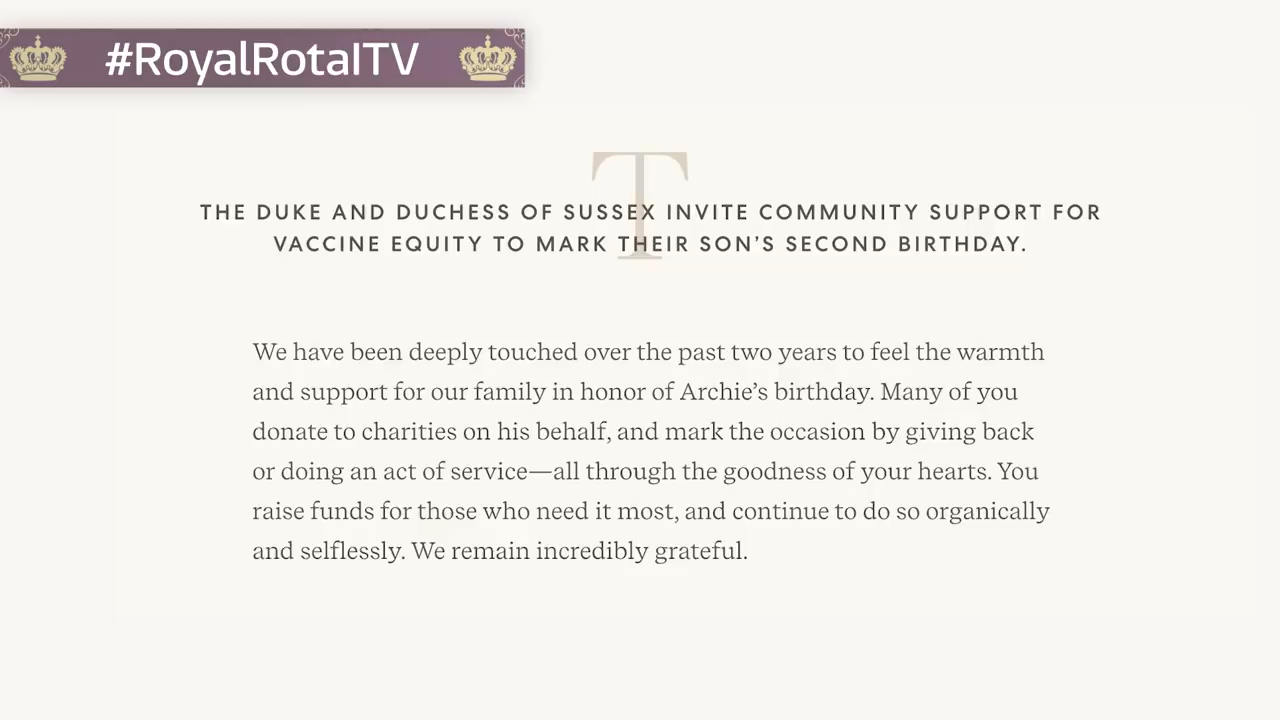 #RoyalRotaITV
T
THE DUKE AND DUCHESS OF SUSSEX INVITE COMMUNITY SUPPORT FOR
VACCINE EQUITY TO MARK THEIR SON’S SECOND BIRTHDAY.
We have been deeply touched over the past two years to feel the warmth
and support for our family in honor of Archie’s birthday. Many of you
donate to charities on his behalf, and mark the occasion by giving back
or doing an act of service—all through the goodness of your hearts. You
raise funds for those who need it most, and continue to do so organically
and selflessly. We remain incredibly grateful.